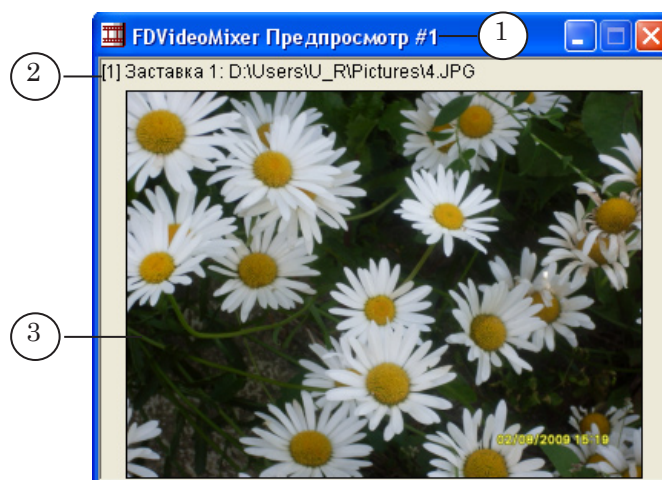 FDVideoMixer Предпросмотр #1
1
2
[1] Заставка 1: D:\Users\U_R\Pictures\4.JPG
3
02/08/2009 15:19